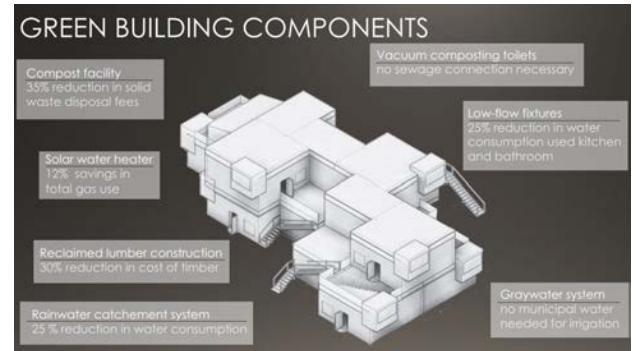 GREEN BUILDING COMPONENTS
Vacuum composting toilets
no sewage connection necessary
Compost facility
35% reduction in solid
waste disposal fees
Low-flow fixtures
25% reduction in water
consumption used kitchen
and bathroom
Solar water heater
12% savings in
total gas use
Reclaimed lumber construction
30% reduction in cost of timber
Graywater system
no municipal water
needed for irrigation
Rainwater catchement system
25 % reduction in water consumption